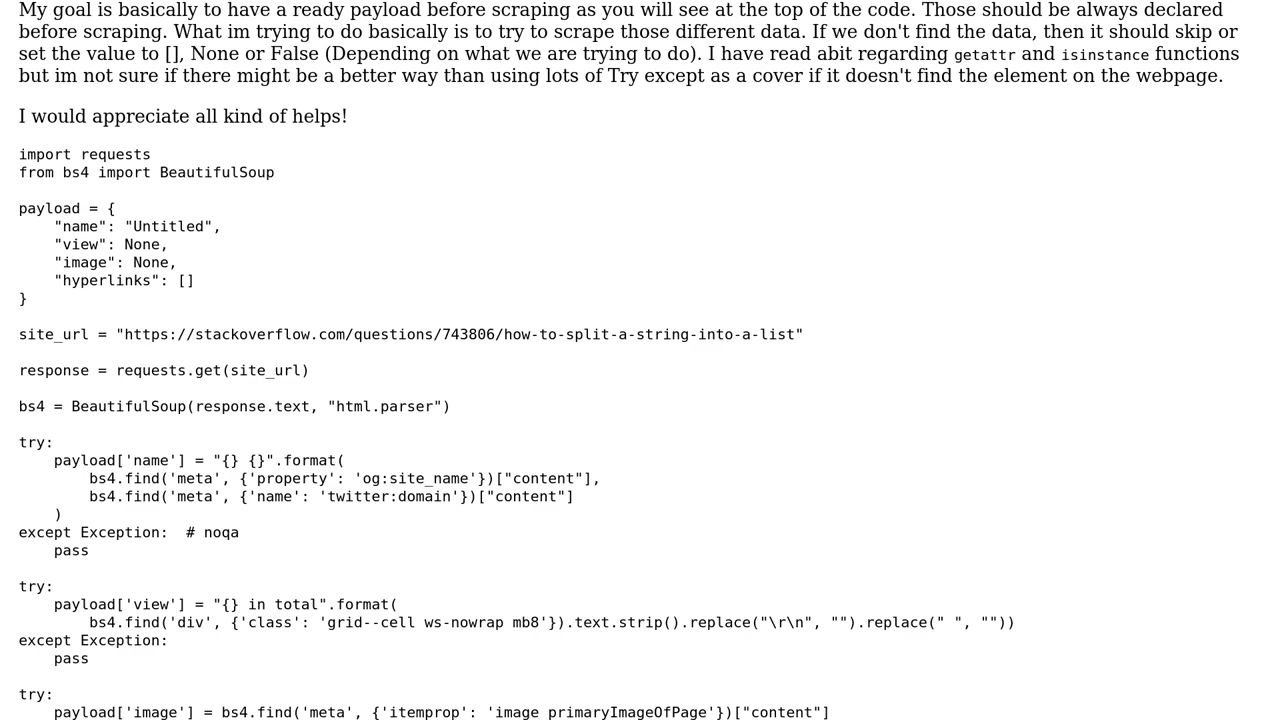 My goal is basically to have a ready payload before scraping as you will see at the top of the code. Those should be always declared
before scraping. What im trying to do basically is to try to scrape those different data. If we don't find the data, then it should skip or
set the value to [], None or False (Depending on what we are trying to do). I have read abit regarding getattr and isinstance functions
but im not sure if there might be a better way than using lots of Try except as a cover if it doesn't find the element on the webpage.
I would appreciate all kind of helps!
import requests
from bs4 import BeautifulSoup
payload = {
    "name": "Untitled",
    "view": None,
    "image": None,
    "hyperlinks": []
}
site_url = "https://stackoverflow.com/questions/743806/how-to-split-a-string-into-a-list"
response = requests.get(site_url)
bs4 = BeautifulSoup(response.text, "html.parser")
try:
    payload['name'] = "{} {}".format(
        bs4.find('meta', {'property': 'og:site_name'})["content"],
        bs4.find('meta', {'name': 'twitter:domain'})["content"]
    )
except Exception:  # noqa
    pass
try:
    payload['view'] = "{} in total".format(
        bs4.find('div', {'class': 'grid--cell ws-nowrap mb8'}).text.strip().replace("\r\n", "").replace(" ", ""))
except Exception:
    pass
try:
    payload['image'] = bs4.find('meta', {'itemprop': 'image primaryImageOfPage'})["content"]